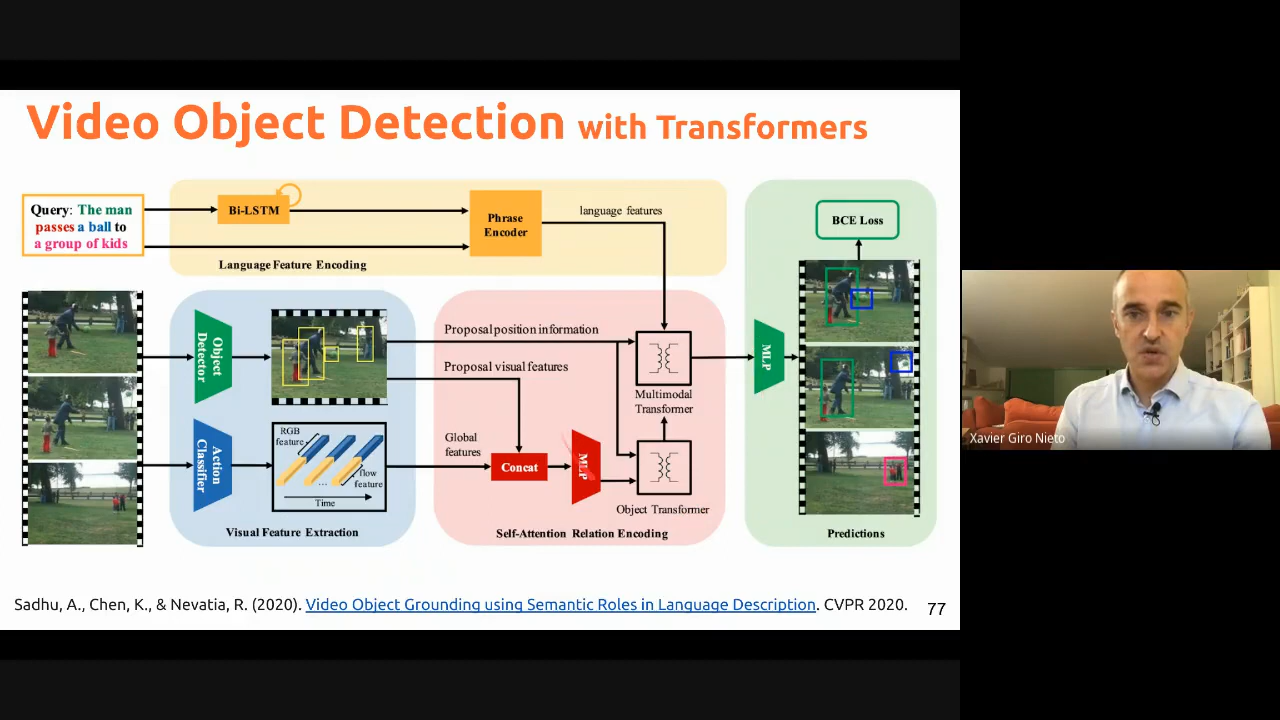 Video Object Detection with Transformers
Query: The man
passes a ball to
a group of kids
Bi-LSTM
Phrase
Encoder
language features
Language Feature Encoding
BCE Loss
Object
Detector
Action
Classifier
RGB
feature
flow
feature
...
Time
Visual Feature Extraction
Proposal position information
Proposal visual features
Global
features
Concat
MLP
Multimodal
Transformer
Object Transformer
Self-Attention Relation Encoding
MLP
Predictions
Sadhu, A., Chen, K., & Nevatia, R. (2020). Video Object Grounding using Semantic Roles in Language Description. CVPR 2020.
77
Xavier Giro Nieto